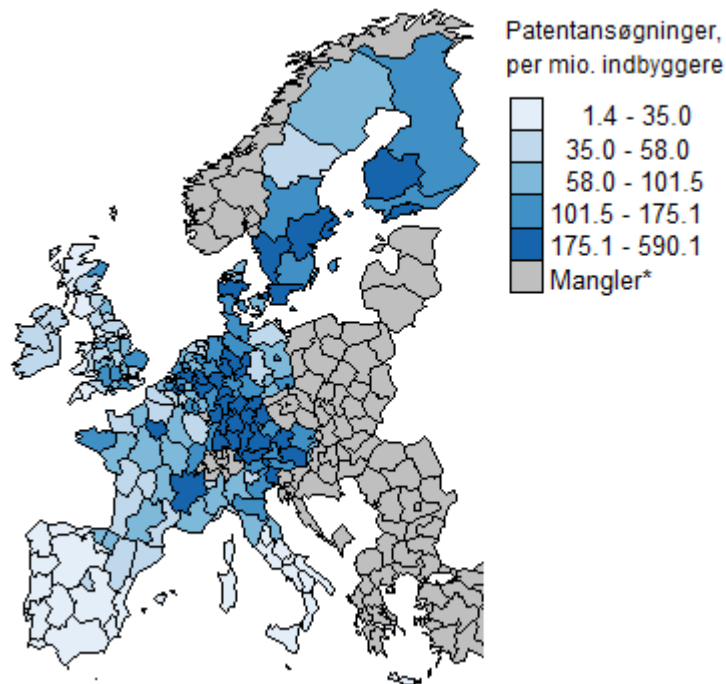 Patentansøgninger,
per mio. indbyggere
1.4 - 35.0
35.0 - 58.0
58.0 - 101.5
101.5 - 175.1
175.1 - 590.1
Mangler*